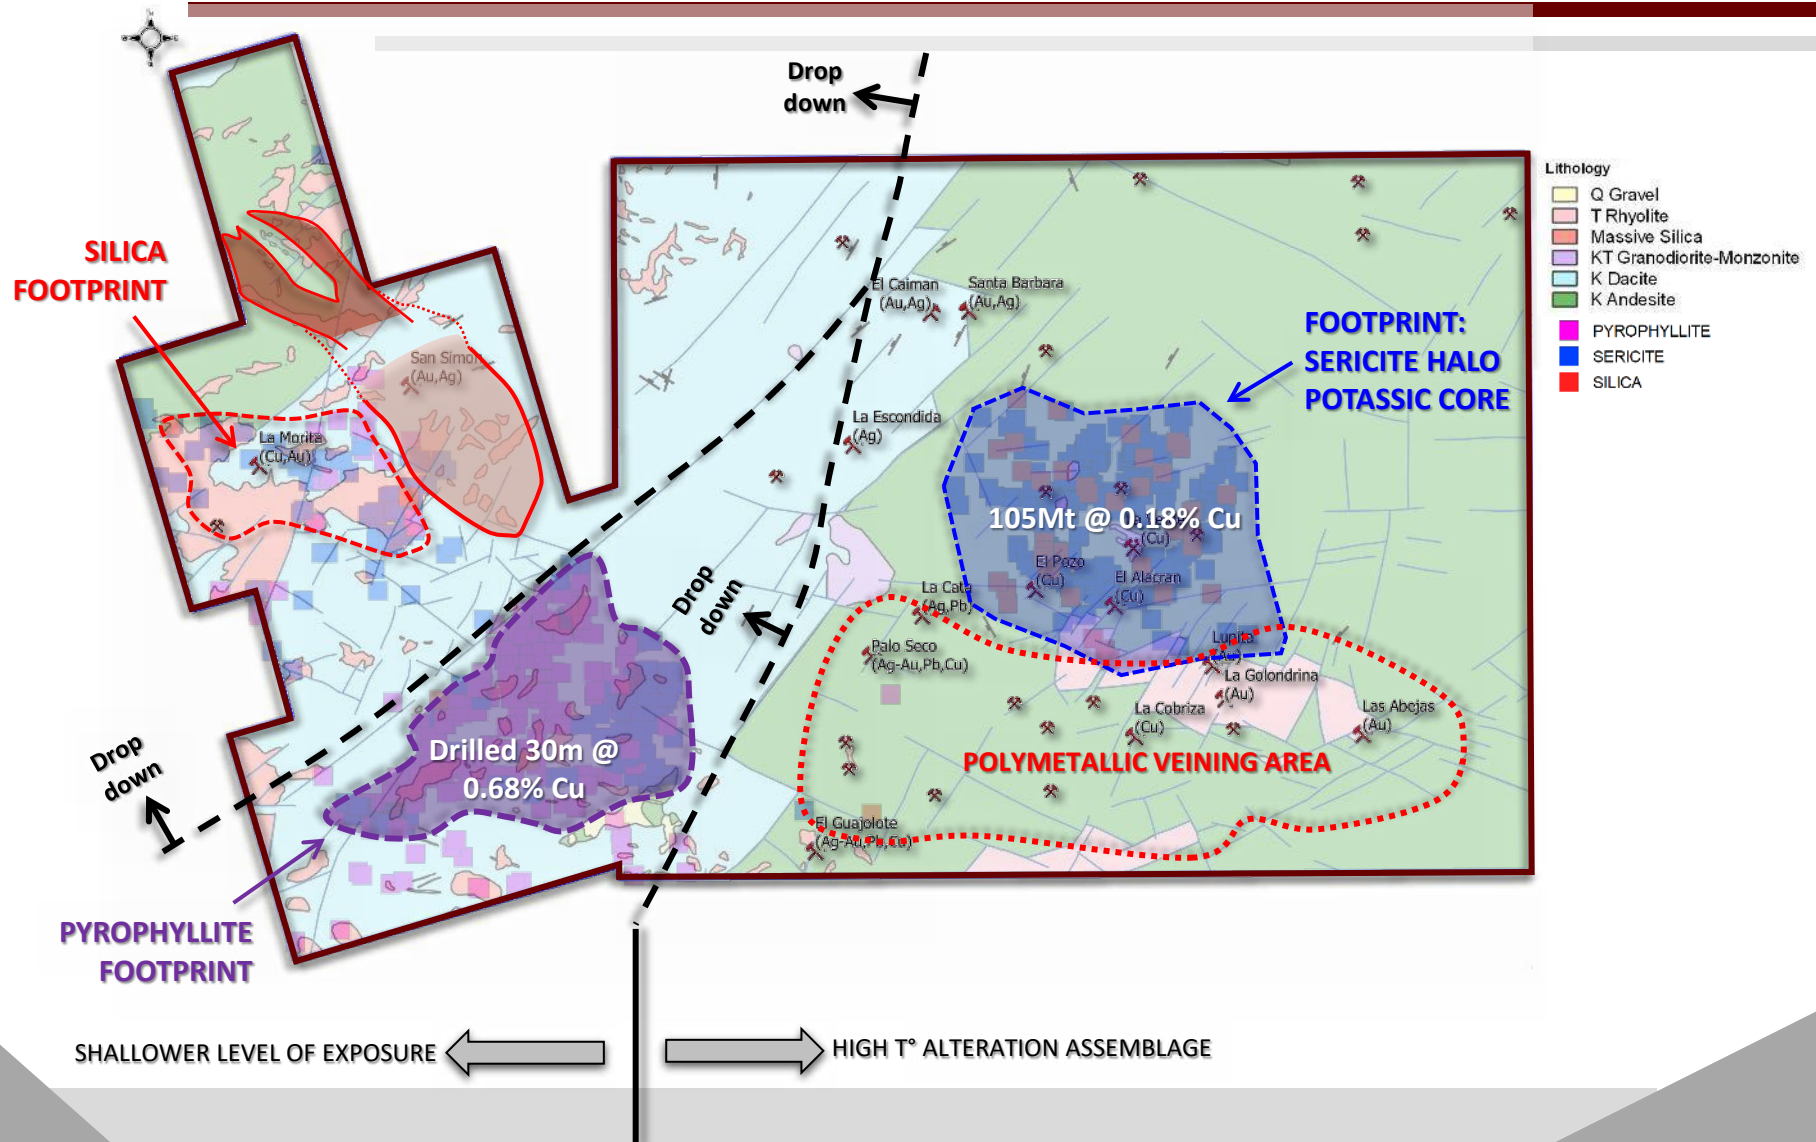 Drop
down
Lithology
Q Gravel
T Rhyolite
Massive Silica
KT Granodiorite-Monzonite
K Dacite
K Andesite
PYROPHYLLITE
SERICITE
SILICA
SILICA
FOOTPRINT
El Caiman
(Au,Ag)
Santa Barbara
(Au,Ag)
FOOTPRINT:
SERICITE HALO
POTASSIC CORE
San Simon
(Au,Ag)
La Escondida
(Ag)
La Morita
(Cu,Au)
105Mt @ 0.18% Cu
(Cu)
El Pozo
(Cu)
El Alacran
(Cu)
Drop
down
La Cata
(Ag,Pb)
Palo Seco
(Ag-Au,Pb,Cu)
Lupita
(Au)
La Golondrina
(Au)
La Cobriza
(Cu)
Las Abejas
(Au)
Drilled 30m @
0.68% Cu
POLYMETALLIC VEINING AREA
Drop
down
El Guajolote
(Ag-Au,Pb,Cu)
PYROPHYLLITE
FOOTPRINT
SHALLOWER LEVEL OF EXPOSURE
HIGH T° ALTERATION ASSEMBLAGE